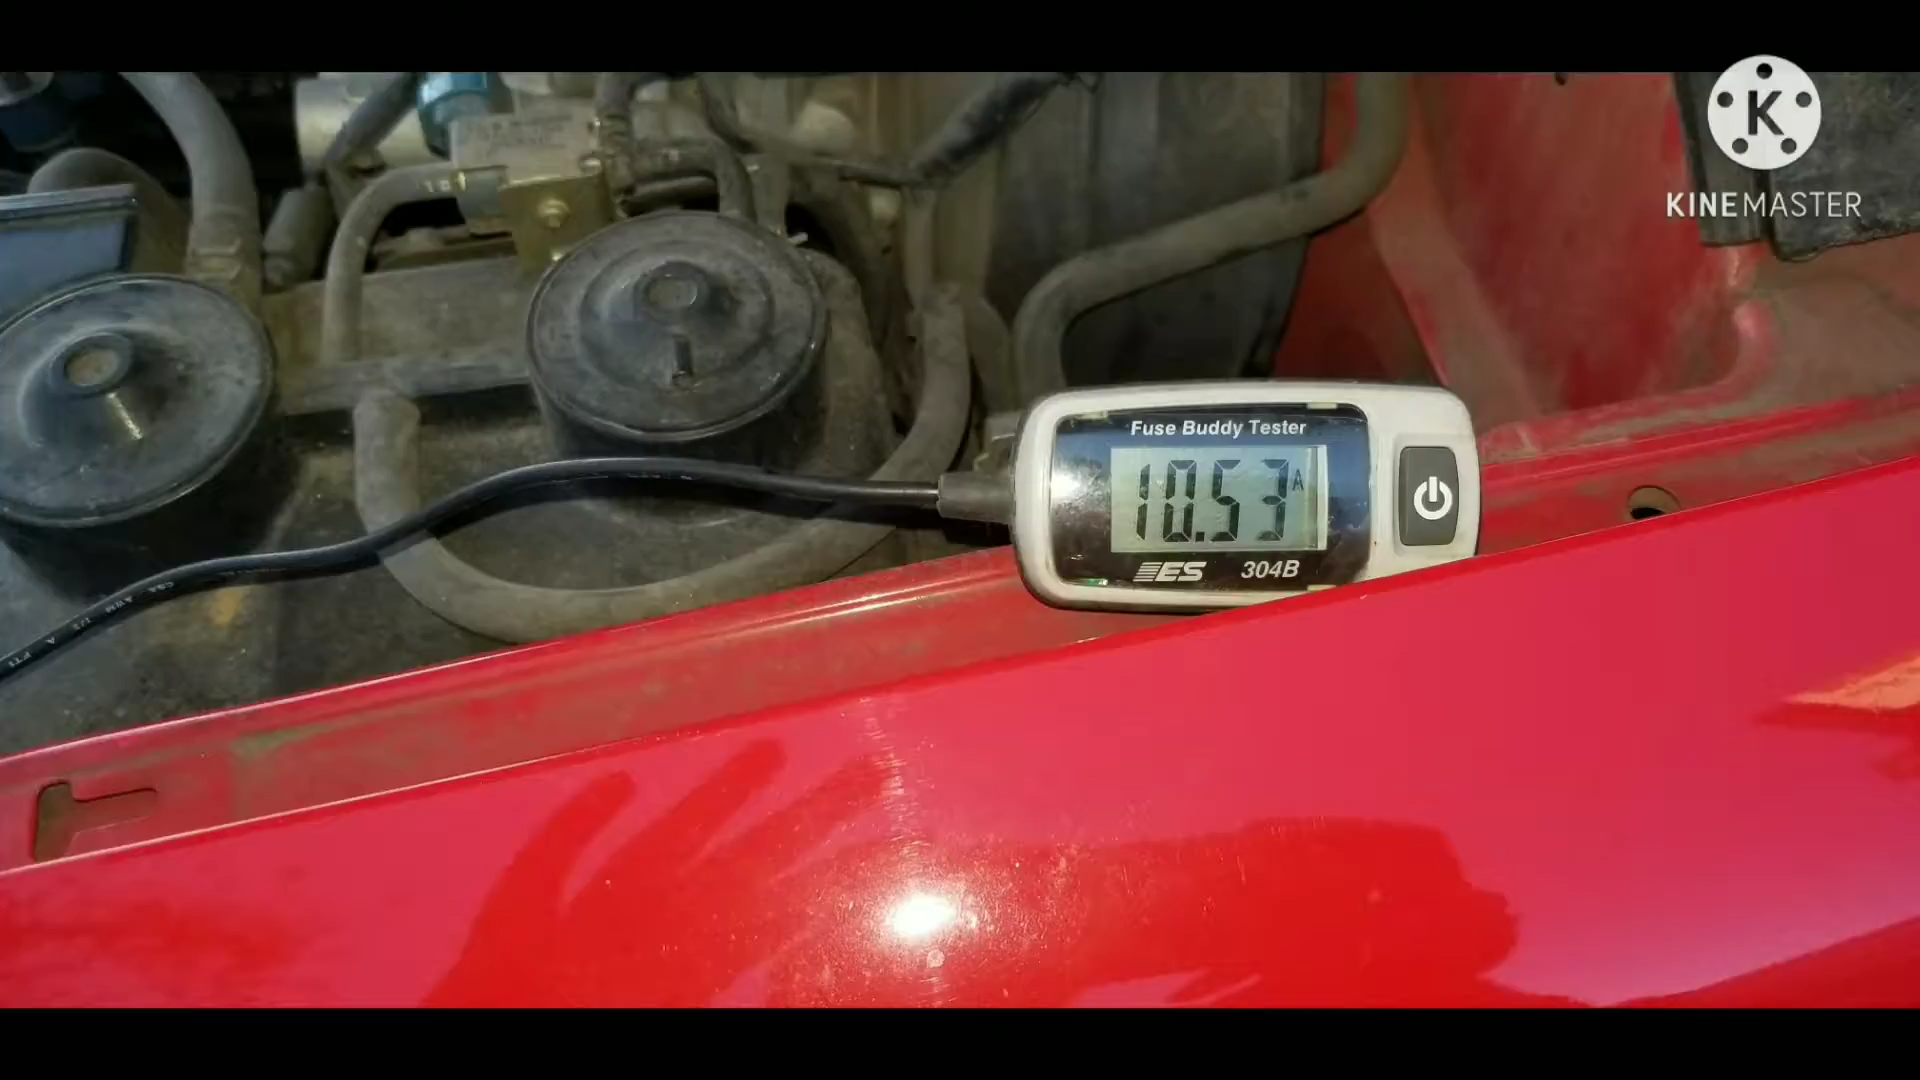 K
KINEMASTER
Fuse Buddy Tester
10.53 A
ES 304B